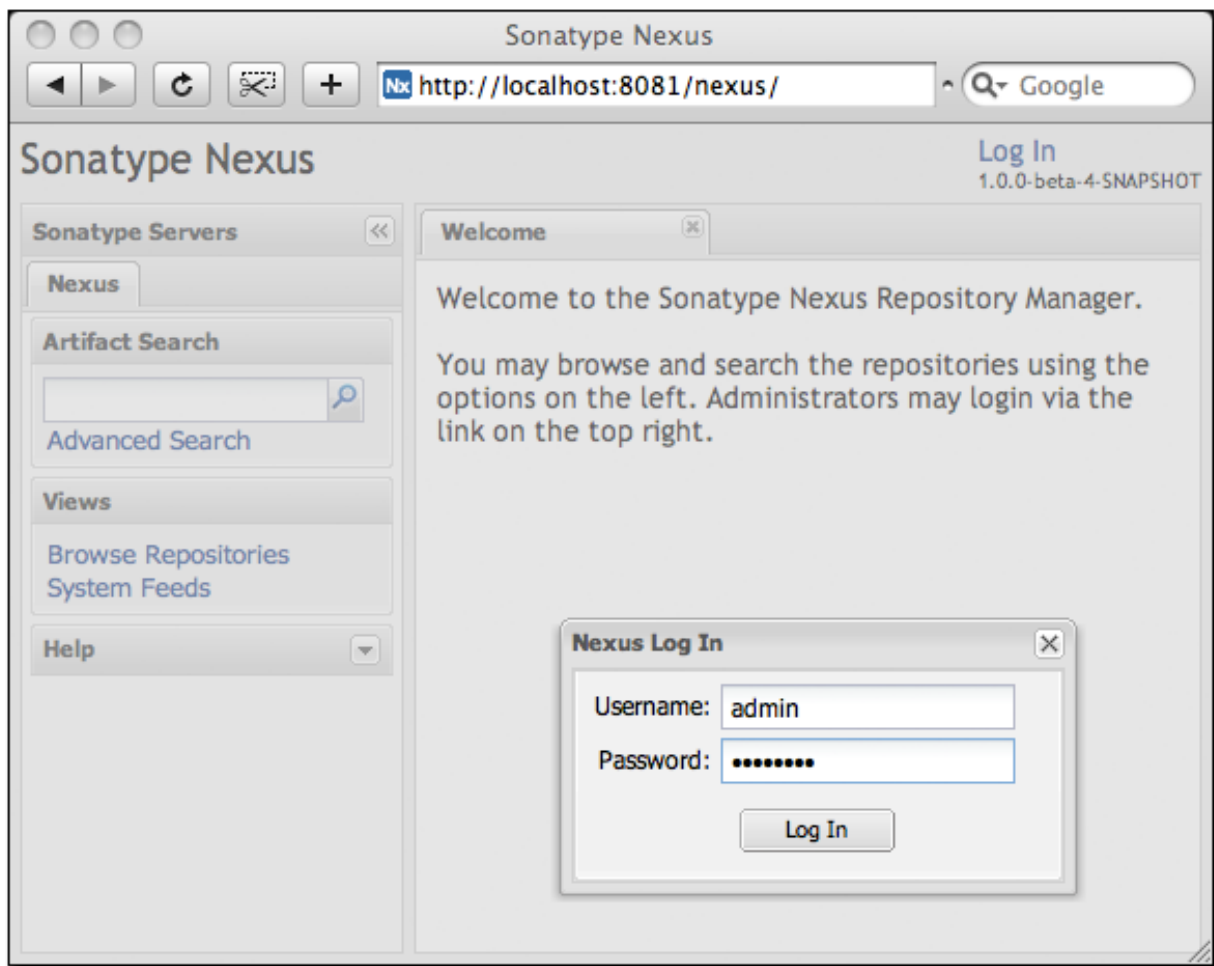 Sonatype Nexus
Nx http://localhost:8081/nexus/
Google
Sonatype Nexus
Log In
1.0.0-beta-4-SNAPSHOT
Sonatype Servers
Nexus
Artifact Search
Advanced Search
Views
Browse Repositories
System Feeds
Help
Welcome
Welcome to the Sonatype Nexus Repository Manager.
You may browse and search the repositories using the
options on the left. Administrators may login via the
link on the top right.
Nexus Log In
Username: admin
Password: ••••••••
Log In